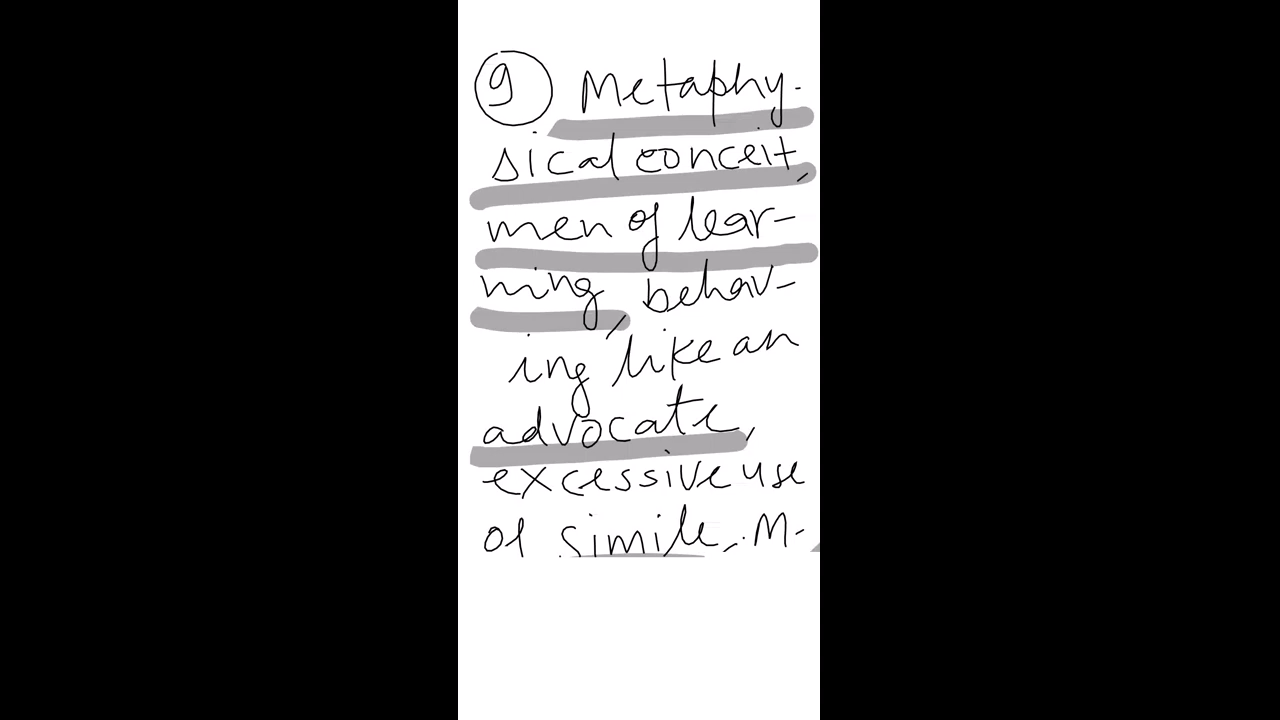 9 Metaphy-
sical conceit,
men of lear-
ning, behav-
ing like an
advocate,
excessive use
of simile, M-